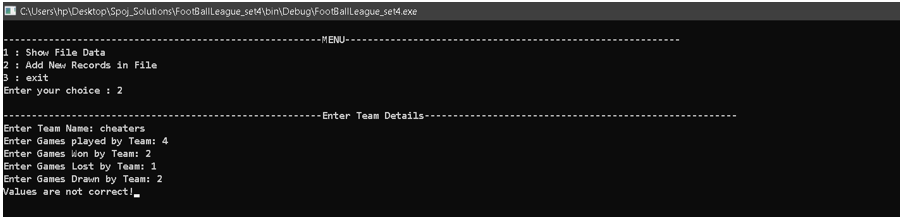 C:\Users\hp\Desktop\Spoj_Solutions\FootBallLeague_set4\bin\Debug\FootBallLeague_set4.exe
------------------------------------------------------MENU---------------------------------------------------------
1 : Show File Data
2 : Add New Records in File
3 : exit
Enter your choice : 2
------------------------------------------------------Enter Team Details-----------------------------------------------------
Enter Team Name: cheaters
Enter Games played by Team: 4
Enter Games Won by Team: 2
Enter Games Lost by Team: 1
Enter Games Drawn by Team: 2
Values are not correct!_